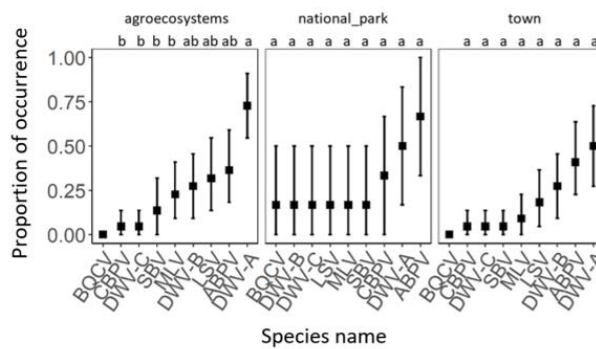 agroecosystems national_park town
b b b b b ab ab ab a a a a a a a a a a a a a a a a a a
Proportion of occurrence
1.00
0.75
0.50
0.25
0.00
BQCV CBPV DWV-C SBV MLV DWV-B LSV ABPV DWV-A BQCV DWV-B DWV-C LSV MLV SBV CBPV DWV-A ABPV BQCV CBPV DWV-C SBV MLV LSV DWV-B ABPV DWV-A
Species name